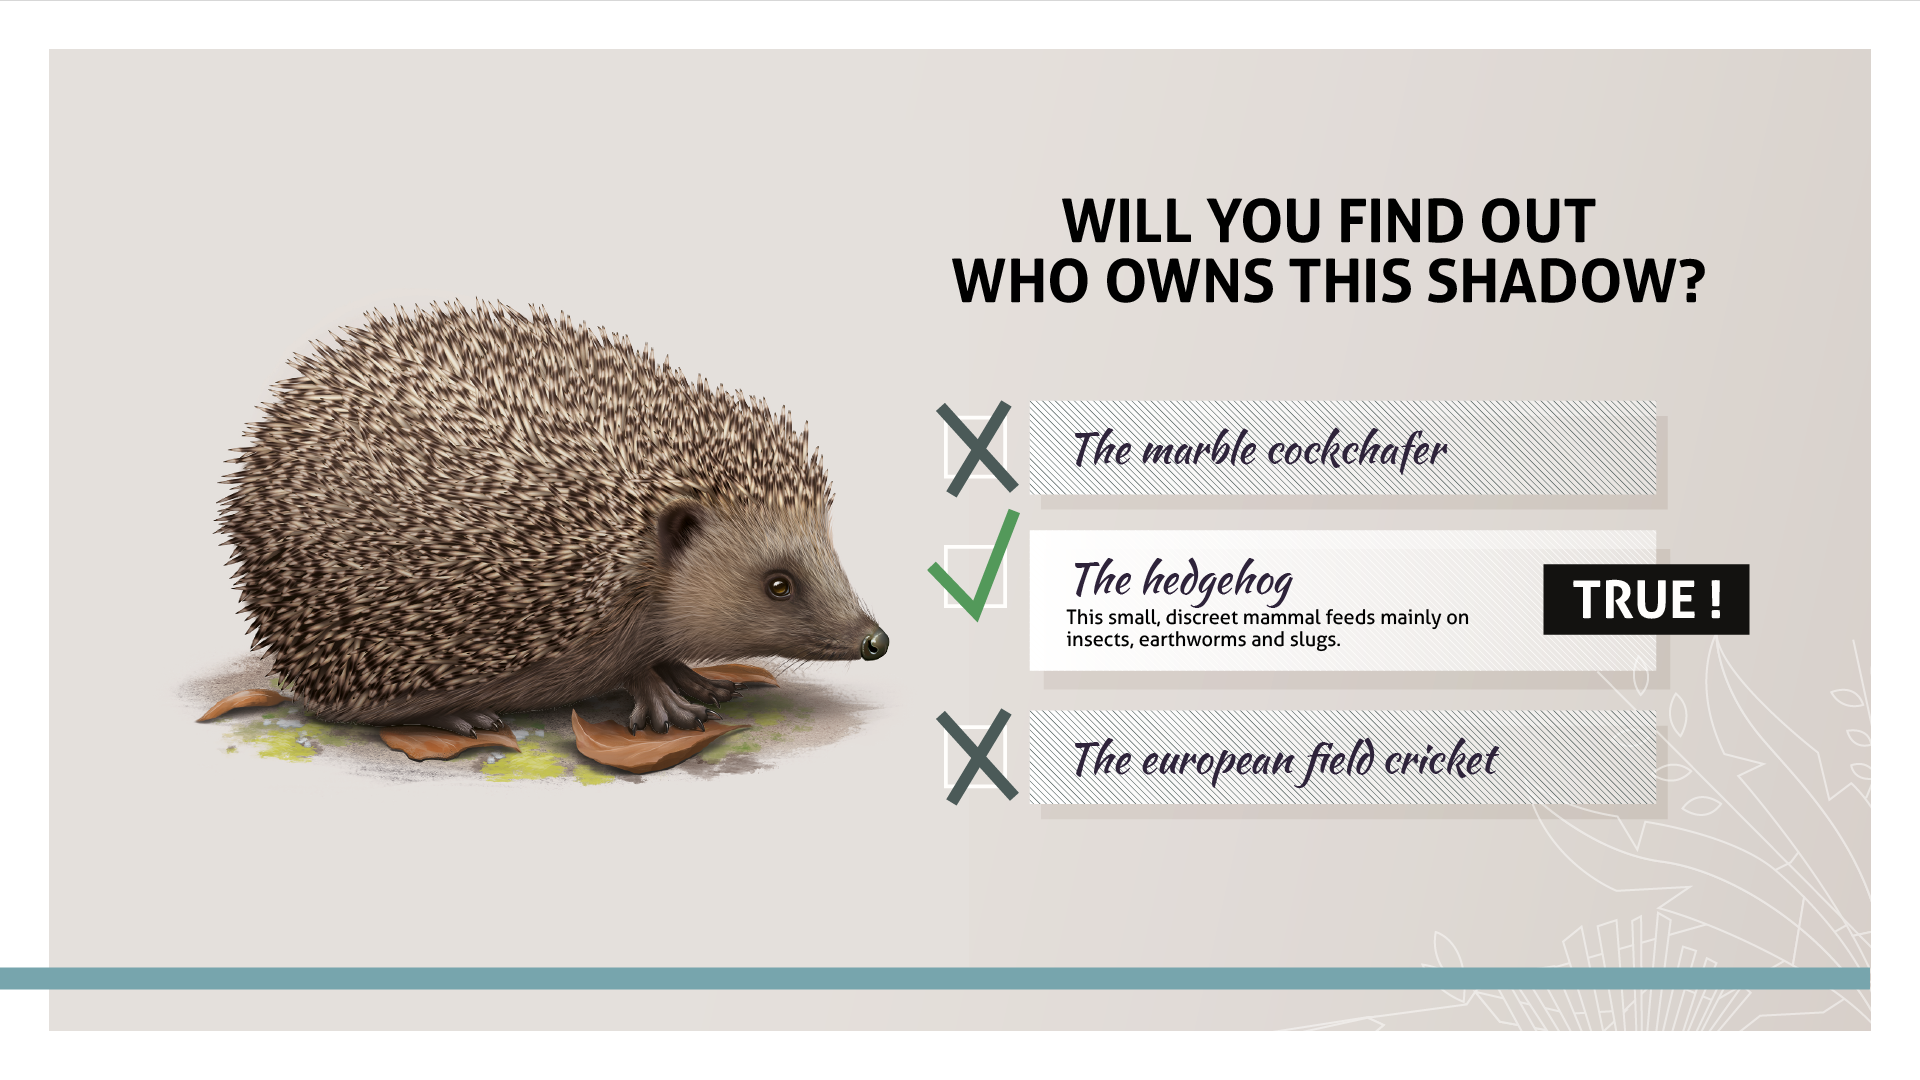 WILL YOU FIND OUT
WHO OWNS THIS SHADOW?
The marble cockchafer
The hedgehog
This small, discreet mammal feeds mainly on
insects, earthworms and slugs.
TRUE !
The european field cricket